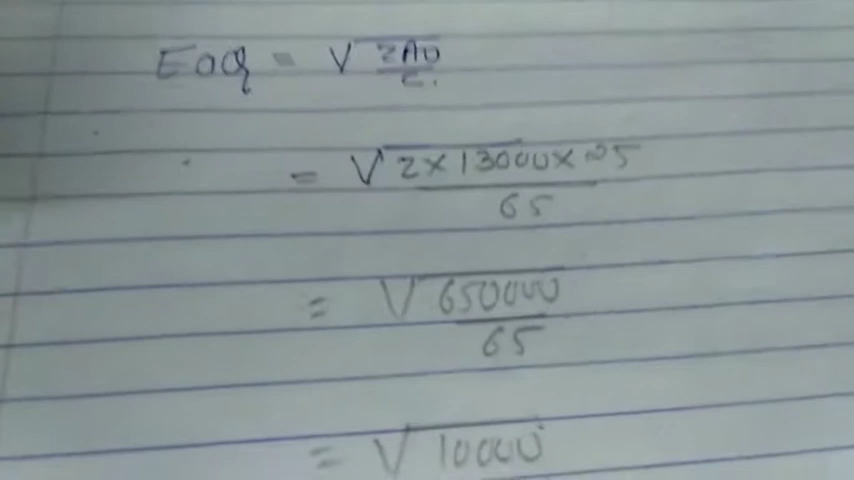 EOQ = √2AO/C
= √2×13000×25/65
= √650000/65
= √10000